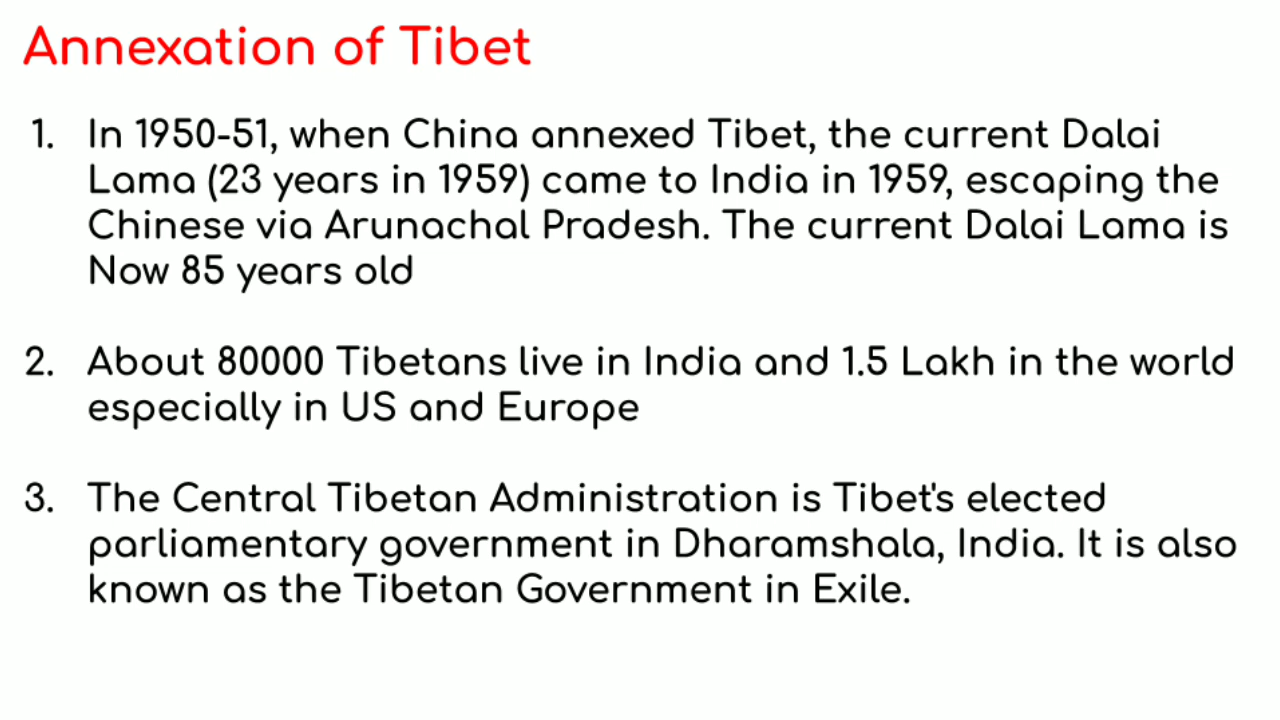 Annexation of Tibet
1. In 1950-51, when China annexed Tibet, the current Dalai
Lama (23 years in 1959) came to India in 1959, escaping the
Chinese via Arunachal Pradesh. The current Dalai Lama is
Now 85 years old
2. About 80000 Tibetans live in India and 1.5 Lakh in the world
especially in US and Europe
3. The Central Tibetan Administration is Tibet's elected
parliamentary government in Dharamshala, India. It is also
known as the Tibetan Government in Exile.